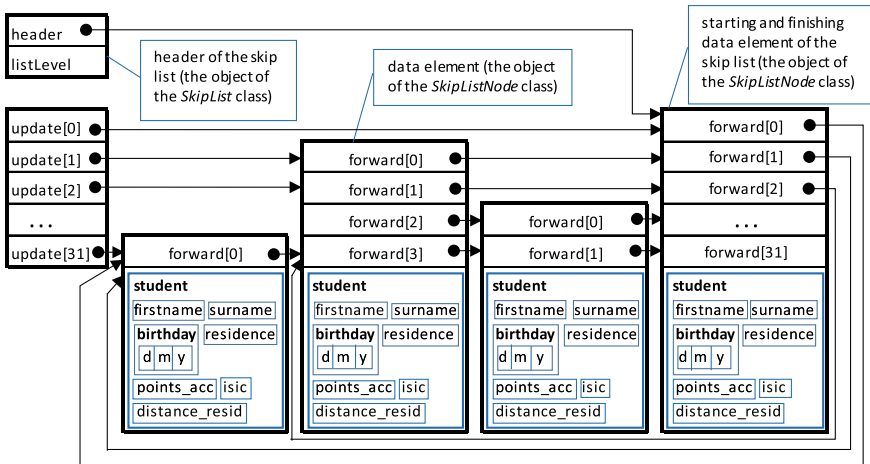 header
listLevel
header of the skip
list (the object of
the SkipList class)
data element (the object
of the SkipListNode class)
starting and finishing
data element of the
skip list (the object of
the SkipListNode class)
update[0]
update[1]
update[2]
...
update[31]
forward[0]
student
firstname surname
birthday residence
d m y
points_acc isic
distance_resid
forward[0]
forward[1]
forward[2]
forward[3]
student
firstname surname
birthday residence
d m y
points_acc isic
distance_resid
forward[0]
forward[1]
student
firstname surname
birthday residence
d m y
points_acc isic
distance_resid
forward[0]
forward[1]
forward[2]
...
forward[31]
student
firstname surname
birthday residence
d m y
points_acc isic
distance_resid